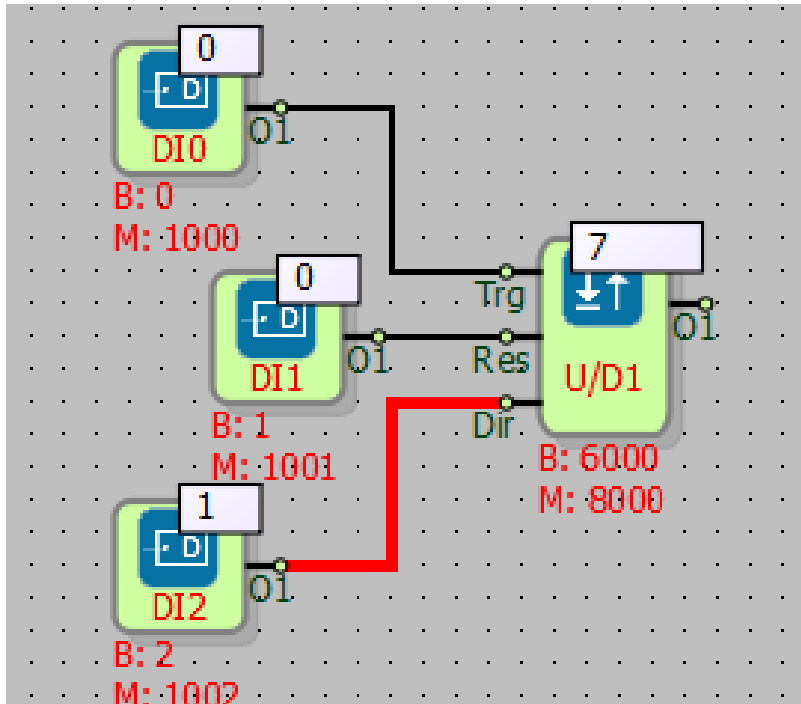 0
D
O1
DI0
B: 0
M: 1000
0
D
O1
DI1
B: 1
M: 1001
1
D
O1
DI2
B: 2
M: 1002
7
Trg
Res
Dir
O1
U/D1
B: 6000
M: 8000